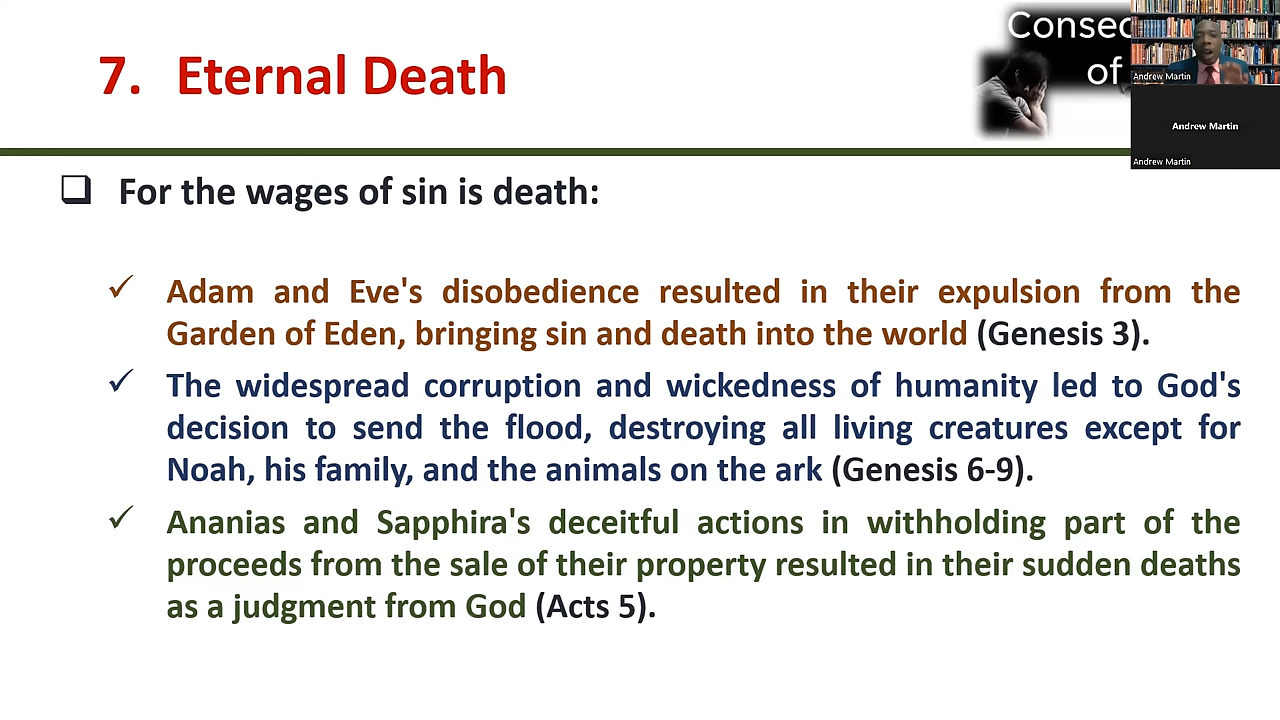 7. Eternal Death
Consec
of
Andrew Martin
Andrew Martin
Andrew Martin
❑ For the wages of sin is death:
✓ Adam and Eve's disobedience resulted in their expulsion from the
Garden of Eden, bringing sin and death into the world (Genesis 3).
✓ The widespread corruption and wickedness of humanity led to God's
decision to send the flood, destroying all living creatures except for
Noah, his family, and the animals on the ark (Genesis 6-9).
✓ Ananias and Sapphira's deceitful actions in withholding part of the
proceeds from the sale of their property resulted in their sudden deaths
as a judgment from God (Acts 5).